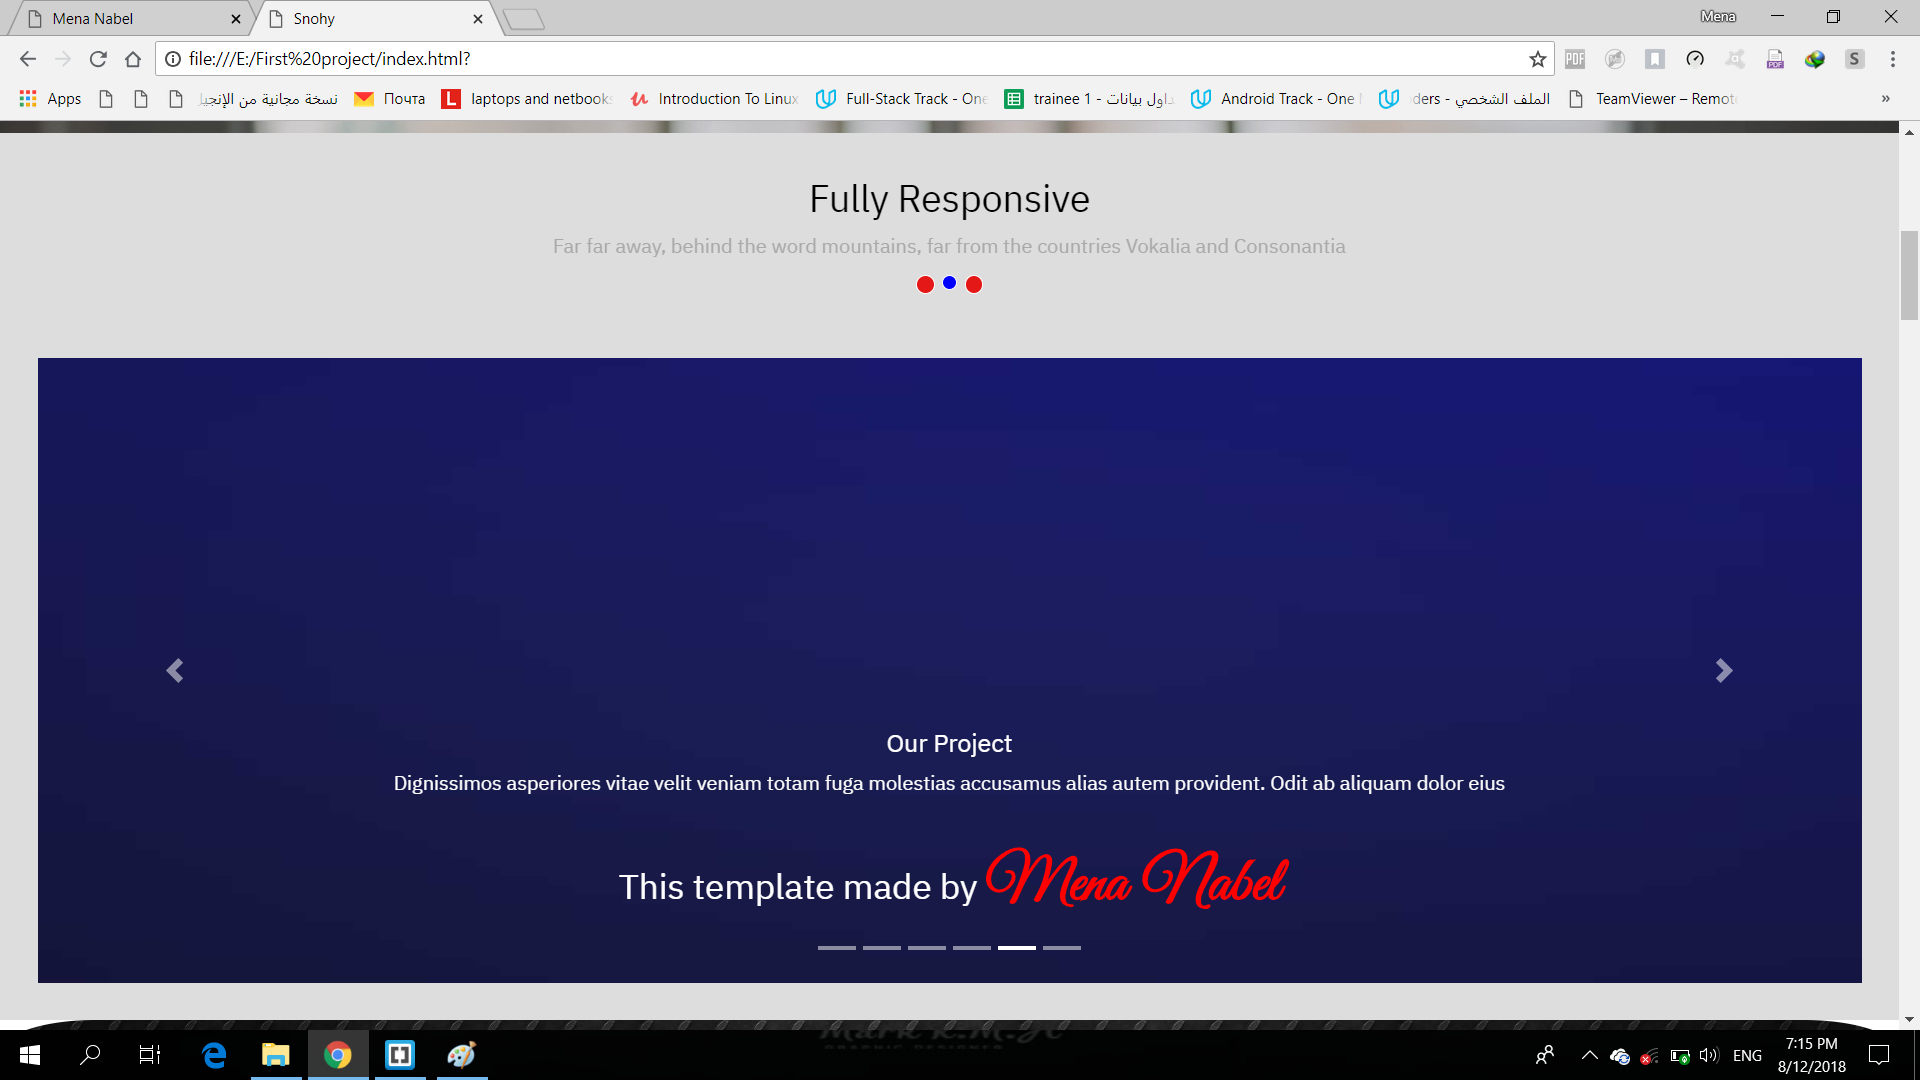 Mena Nabel
Snohy
Mena
file:///E:/First%20project/index.html?
Apps
نسخة مجانية من الإنجيل
Почта
laptops and netbooks
Introduction To Linux
Full-Stack Track - One
trainee 1 - داول بيانات
Android Track - One
ders - الملف الشخصي
TeamViewer – Remot
»
Fully Responsive
Far far away, behind the word mountains, far from the countries Vokalia and Consonantia
Our Project
Dignissimos asperiores vitae velit veniam totam fuga molestias accusamus alias autem provident. Odit ab aliquam dolor eius
This template made by Mena Nabel
ENG
7:15 PM
8/12/2018